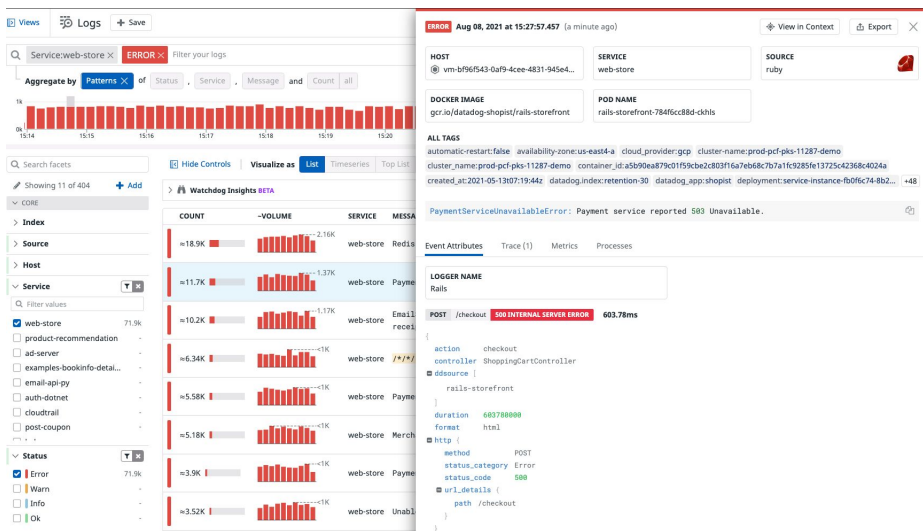 Views
Logs
+ Save
Service:web-store ×
ERROR ×
Filter your logs
Aggregate by Patterns × of Status , Service , Message and Count all
1k
0k
15:14 15:15 15:16 15:17 15:18 15:19 15:20
Search facets
Showing 11 of 404
+ Add
CORE
Index
Source
Host
Service
Filter values
web-store 71.9k
product-recommendation -
ad-server -
examples-bookinfo-detai... -
email-api-py -
auth-dotnet -
cloudtrail -
post-coupon -
Status
Error 71.9k
Warn -
Info -
Ok -
Hide Controls
Visualize as List Timeseries Top List
Watchdog Insights BETA
COUNT ~VOLUME SERVICE MESSA
≈18.9K 2.16K web-store Redis
≈11.7K 1.37K web-store Payme
≈10.2K 1.17K web-store Email
recei
≈6.34K <1K web-store /*/*/
≈5.58K <1K web-store Payme
≈5.18K <1K web-store Merch
≈3.9K <1K web-store Payme
≈3.52K <1K web-store Unabl
ERROR Aug 08, 2021 at 15:27:57.457 (a minute ago)
View in Context
Export
HOST
vm-bf96f543-0af9-4cee-4831-945e4...
SERVICE
web-store
SOURCE
ruby
DOCKER IMAGE
gcr.io/datadog-shopist/rails-storefront
POD NAME
rails-storefront-784f6cc88d-ckhls
ALL TAGS
automatic-restart:false availability-zone:us-east4-a cloud_provider:gcp cluster-name:prod-pcf-pks-11287-demo
cluster_name:prod-pcf-pks-11287-demo container_id:a5b90ea879c01f59cbe2c803f16a7eb68c7b7a1fc9285fe13725c42368c4024a
created_at:2021-05-13t07:19:44z datadog.index:retention-30 datadog_app:shopist deployment:service-instance-fb0f6c74-8b2... +48
PaymentServiceUnavailableError: Payment service reported 503 Unavailable.
Event Attributes Trace (1) Metrics Processes
LOGGER NAME
Rails
POST /checkout 500 INTERNAL SERVER ERROR 603.78ms
{
action checkout
controller ShoppingCartController
ddsource [
rails-storefront
]
duration 603780000
format html
http {
method POST
status_category Error
status_code 500
url_details {
path /checkout
}
}